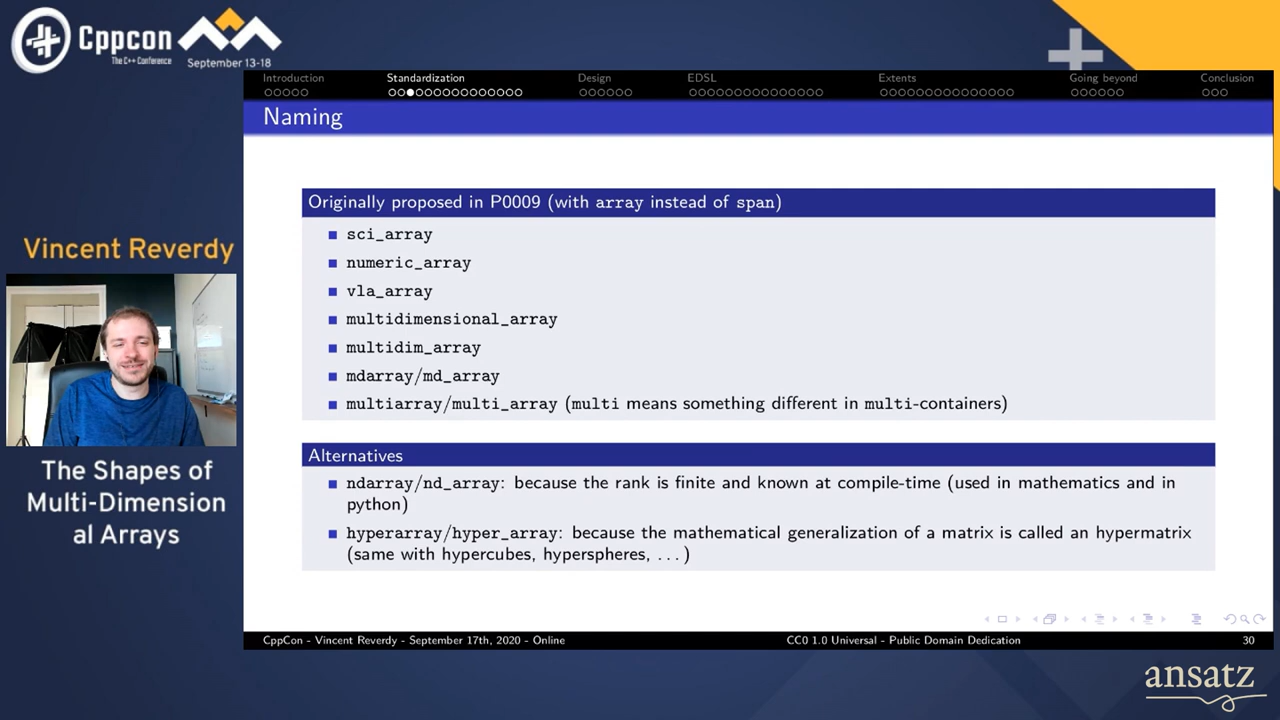 Cppcon
The C++ Conference
September 13-18
Introduction Standardization Design EDSL Extents Going beyond Conclusion
Naming
Originally proposed in P0009 (with array instead of span)
sci_array
numeric_array
vla_array
multidimensional_array
multidim_array
mdarray/md_array
multiarray/multi_array (multi means something different in multi-containers)
Alternatives
ndarray/nd_array: because the rank is finite and known at compile-time (used in mathematics and in
python)
hyperarray/hyper_array: because the mathematical generalization of a matrix is called an hypermatrix
(same with hypercubes, hyperspheres, ...)
CppCon - Vincent Reverdy - September 17th, 2020 - Online CC0 1.0 Universal - Public Domain Dedication 30
Vincent Reverdy
The Shapes of
Multi-Dimension
al Arrays
ansatz